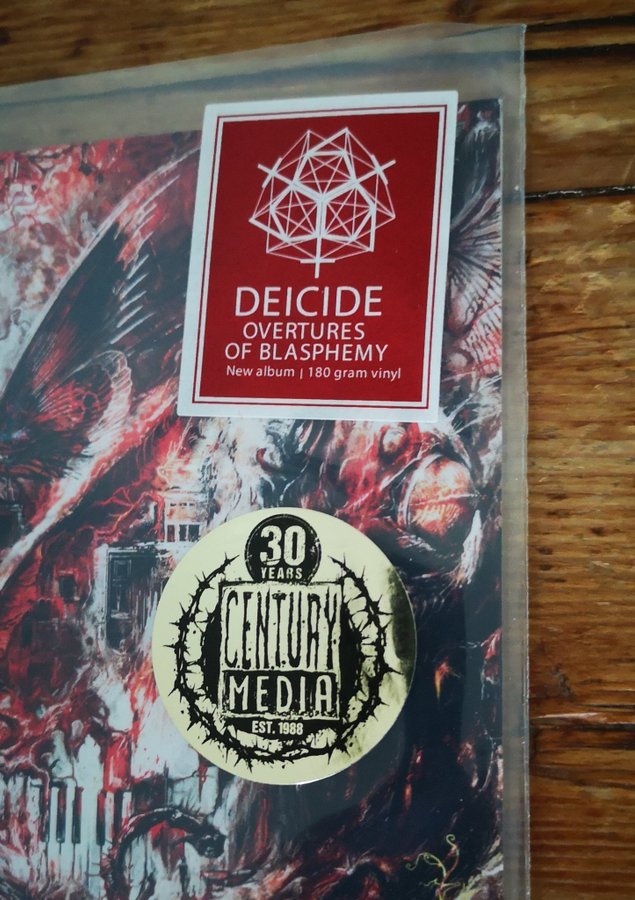 DEICIDE
OVERTURES
OF BLASPHEMY
New album | 180 gram vinyl
30
YEARS
CENTURY
MEDIA
EST. 1988